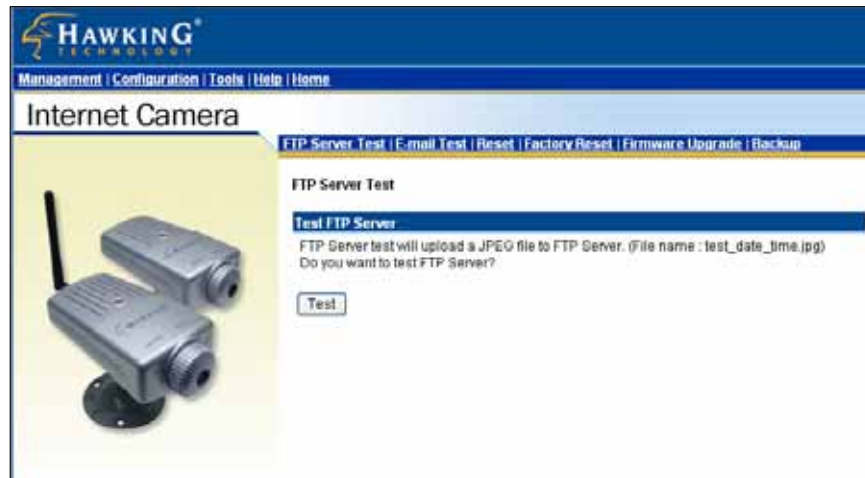 HAWKING®
TECHNOLOGY
Management | Configuration | Tools | Help | Home
Internet Camera
FTP Server Test | E-mail Test | Reset | Factory Reset | Firmware Upgrade | Backup
FTP Server Test
Test FTP Server
FTP Server test will upload a JPEG file to FTP Server. (File name : test_date_time.jpg)
Do you want to test FTP Server?
Test